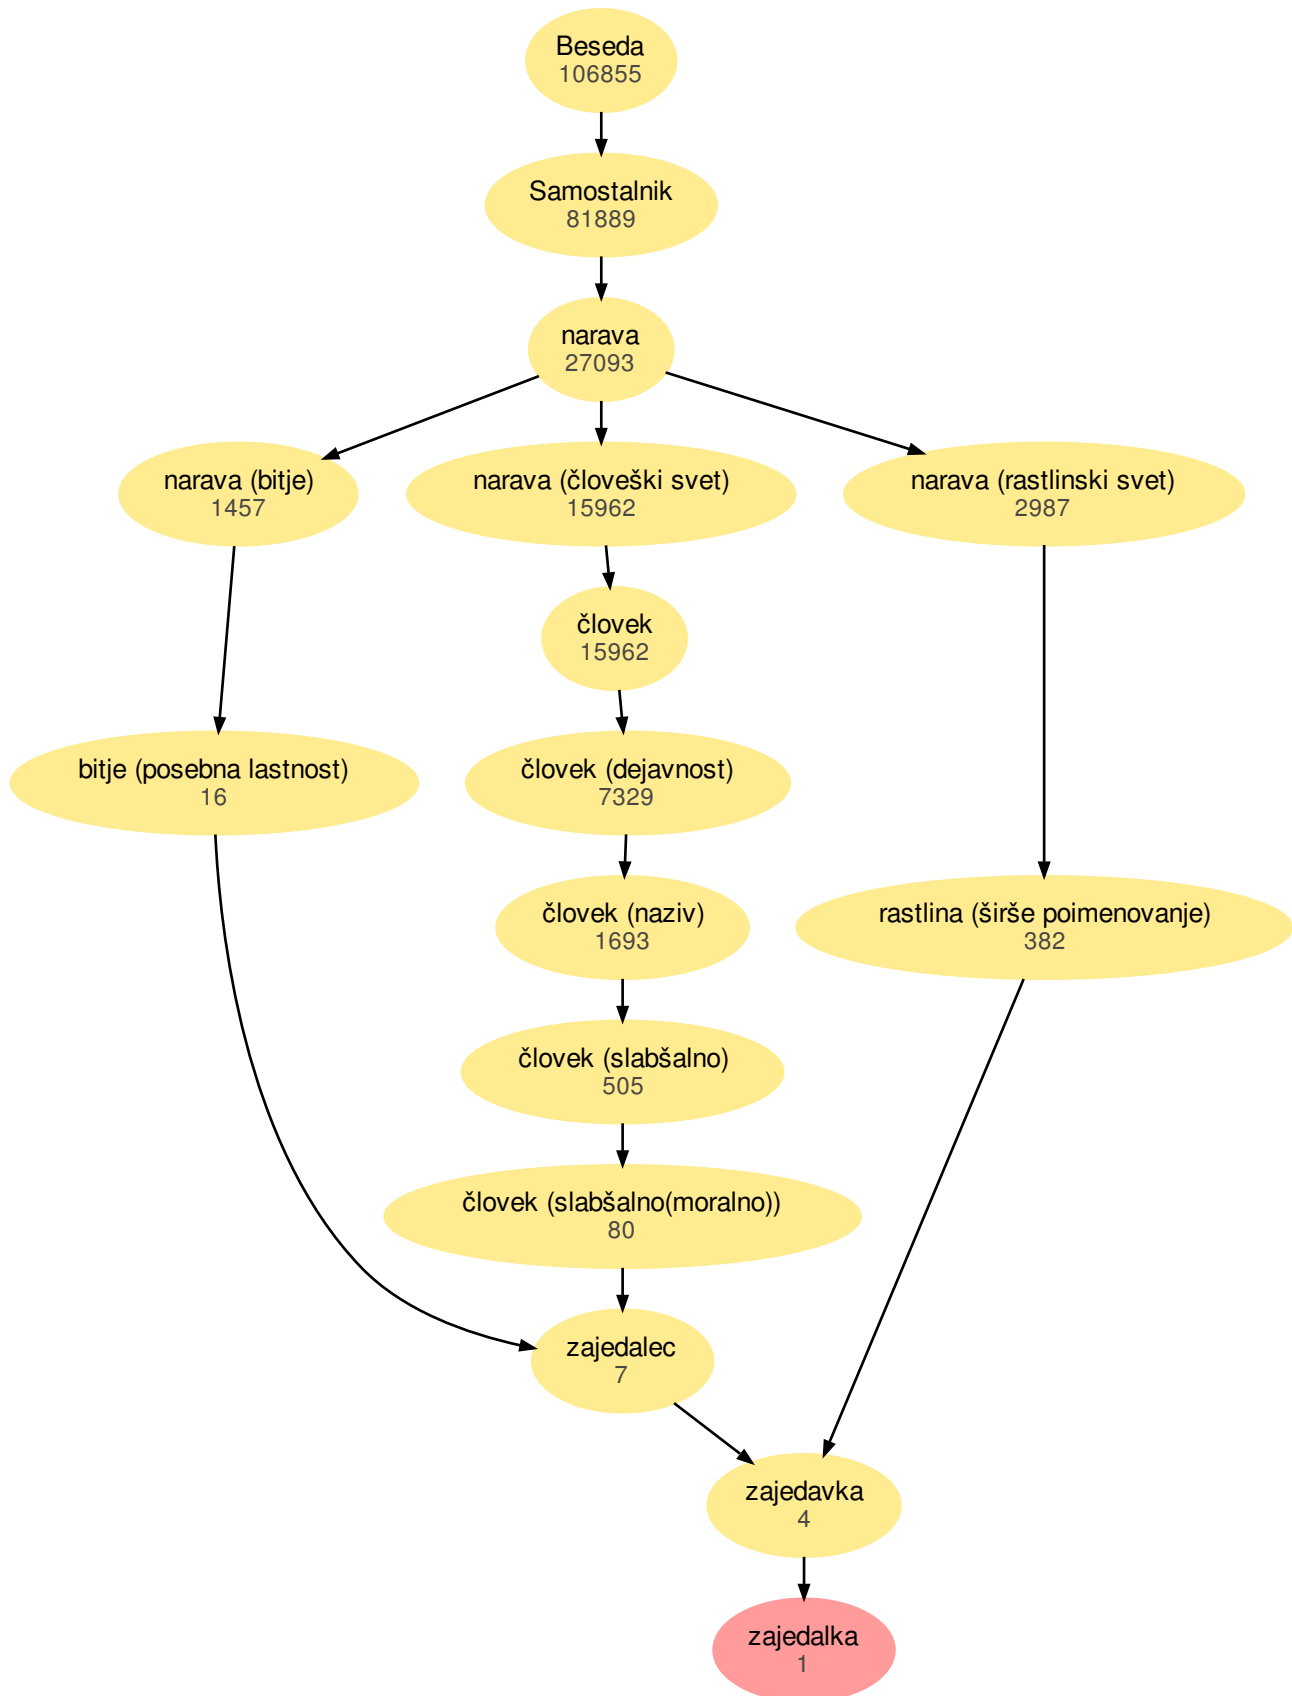 Beseda
106855
Samostalnik
81889
narava
27093
narava (bitje)
1457
narava (človeški svet)
15962
narava (rastlinski svet)
2987
človek
15962
bitje (posebna lastnost)
16
človek (dejavnost)
7329
človek (naziv)
1693
rastlina (širše poimenovanje)
382
človek (slabšalno)
505
človek (slabšalno(moralno))
80
zajedalec
7
zajedavka
4
zajedalka
1